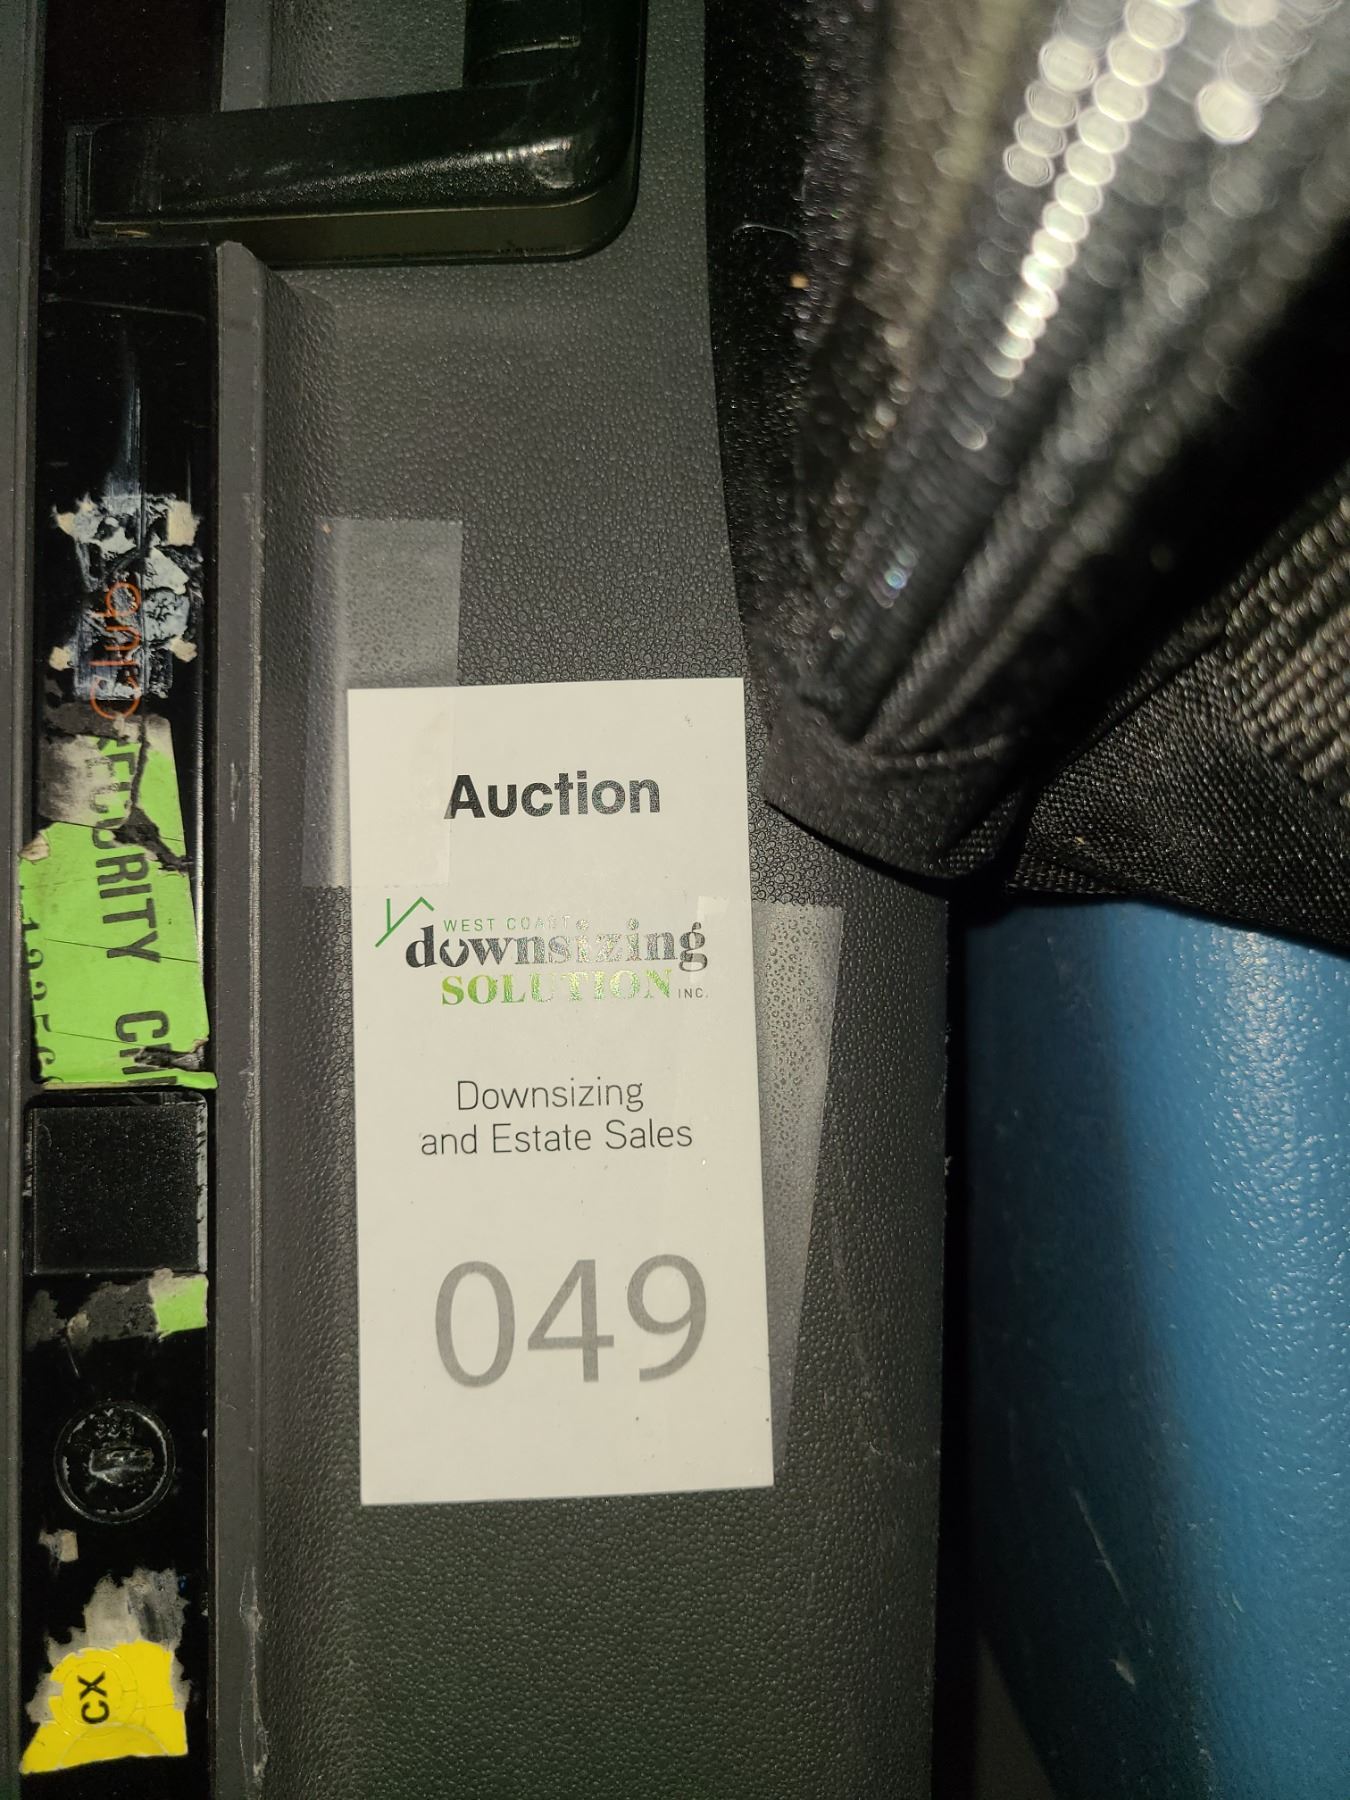 Auction
WEST COAST
downsizing
SOLUTION INC.
Downsizing
and Estate Sales
049
SECURITY
CX